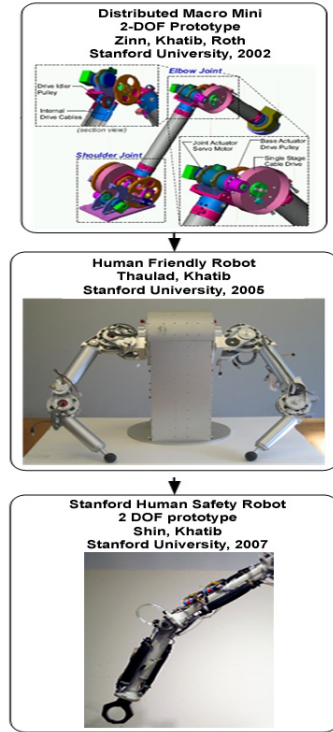 Distributed Macro Mini
2-DOF Prototype
Zinn, Khatib, Roth
Stanford University, 2002
Elbow Joint
Drive Idler
Pulley
Internal
Drive Cables
(section view)
Shoulder Joint
Joint Actuator
Servo Motor
Base Actuator
Drive Pulley
Single Stage
Cable Drive
Human Friendly Robot
Thaulad, Khatib
Stanford University, 2005
Stanford Human Safety Robot
2 DOF prototype
Shin, Khatib
Stanford University, 2007